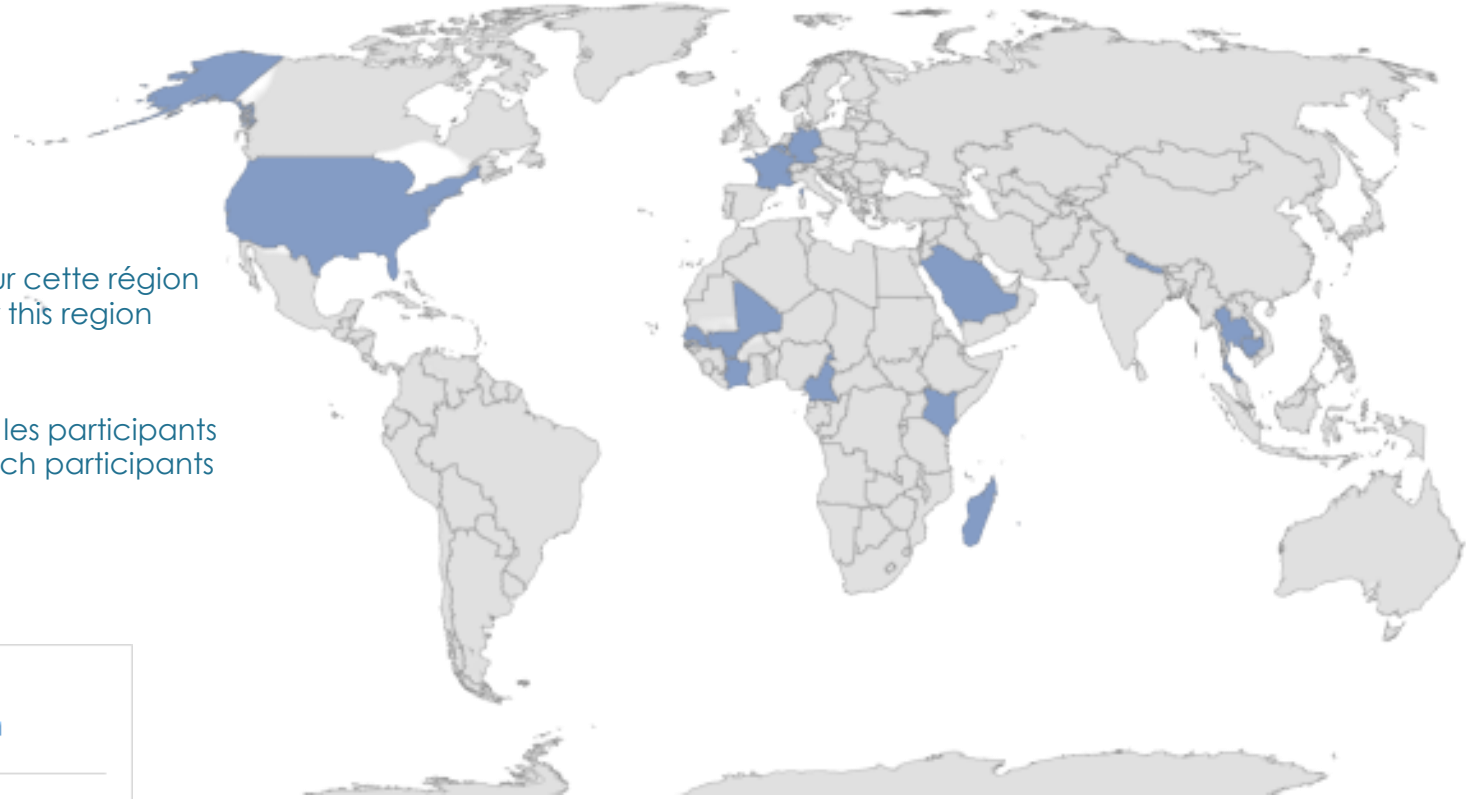 ur cette région
this region
les participants
ch participants